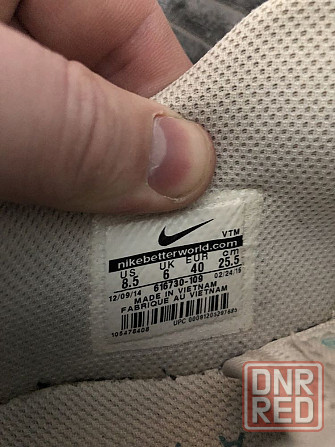 VTM
nikebetterworld.com
US UK EUR cm
8.5 6 40 25.5
12/09/14 616730-109 02/24/15
MADE IN VIETNAM
FABRIQUE AU VIETNAM
105476408
DNR
RED